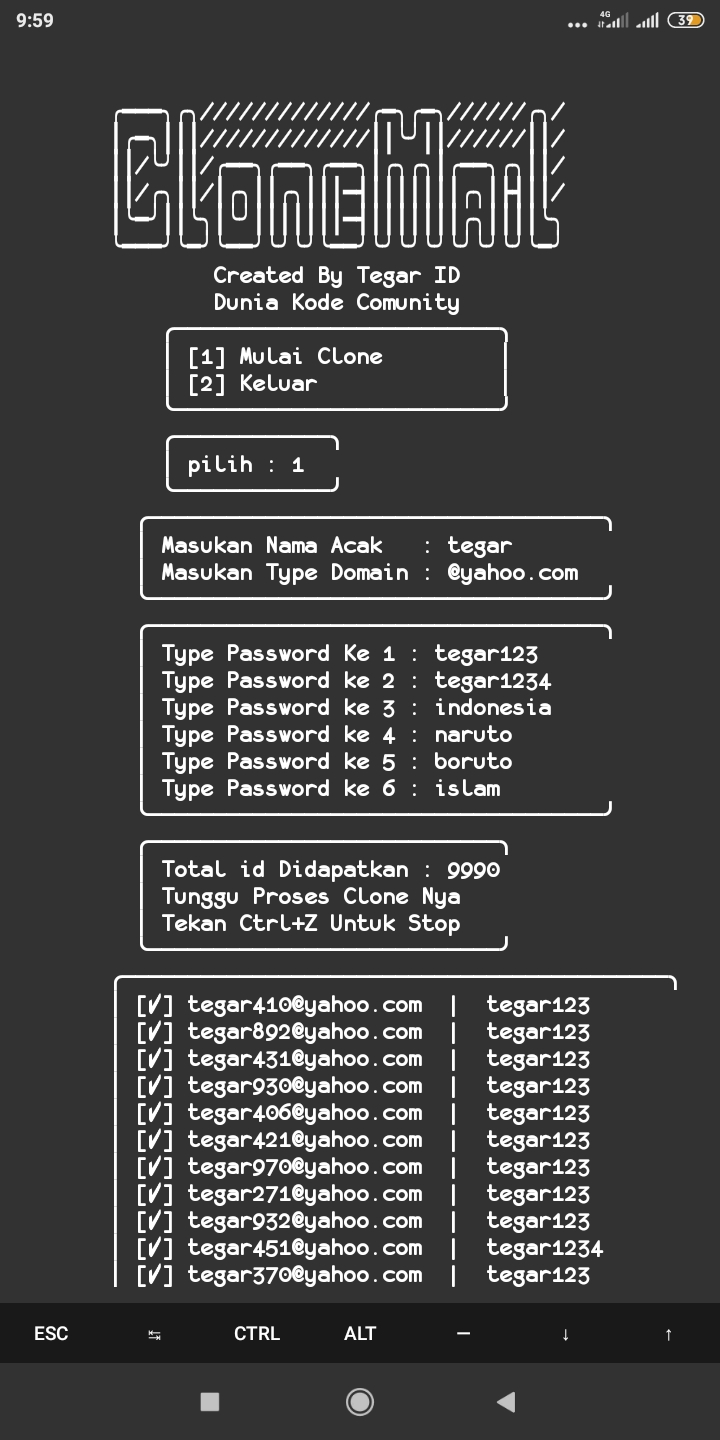 9:59
4G
39
CloneMail
Created By Tegar ID
Dunia Kode Comunity
[1] Mulai Clone
[2] Keluar
pilih : 1
Masukan Nama Acak : tegar
Masukan Type Domain : @yahoo.com
Type Password Ke 1 : tegar123
Type Password ke 2 : tegar1234
Type Password ke 3 : indonesia
Type Password ke 4 : naruto
Type Password ke 5 : boruto
Type Password ke 6 : islam
Total id Didapatkan : 9990
Tunggu Proses Clone Nya
Tekan Ctrl+Z Untuk Stop
[✓] tegar410@yahoo.com | tegar123
[✓] tegar892@yahoo.com | tegar123
[✓] tegar431@yahoo.com | tegar123
[✓] tegar930@yahoo.com | tegar123
[✓] tegar406@yahoo.com | tegar123
[✓] tegar421@yahoo.com | tegar123
[✓] tegar970@yahoo.com | tegar123
[✓] tegar271@yahoo.com | tegar123
[✓] tegar932@yahoo.com | tegar123
[✓] tegar451@yahoo.com | tegar1234
[✓] tegar370@yahoo.com | tegar123
ESC ↹ CTRL ALT — ↓ ↑